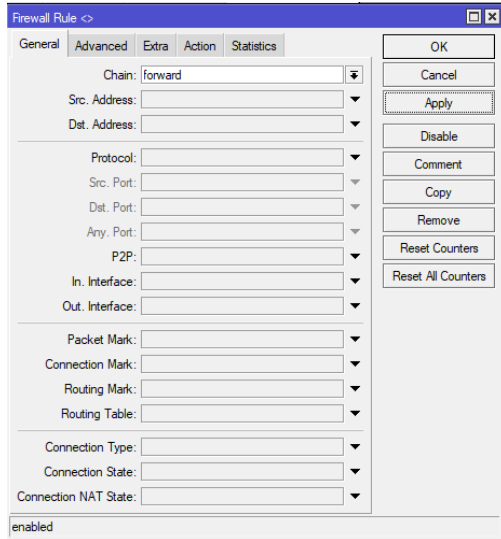 Firewall Rule <>
General Advanced Extra Action Statistics
OK
Chain: forward
Cancel
Src. Address:
Apply
Dst. Address:
Disable
Protocol:
Comment
Src. Port:
Copy
Dst. Port:
Remove
Any. Port:
P2P:
Reset Counters
In. Interface:
Reset All Counters
Out. Interface:
Packet Mark:
Connection Mark:
Routing Mark:
Routing Table:
Connection Type:
Connection State:
Connection NAT State:
enabled